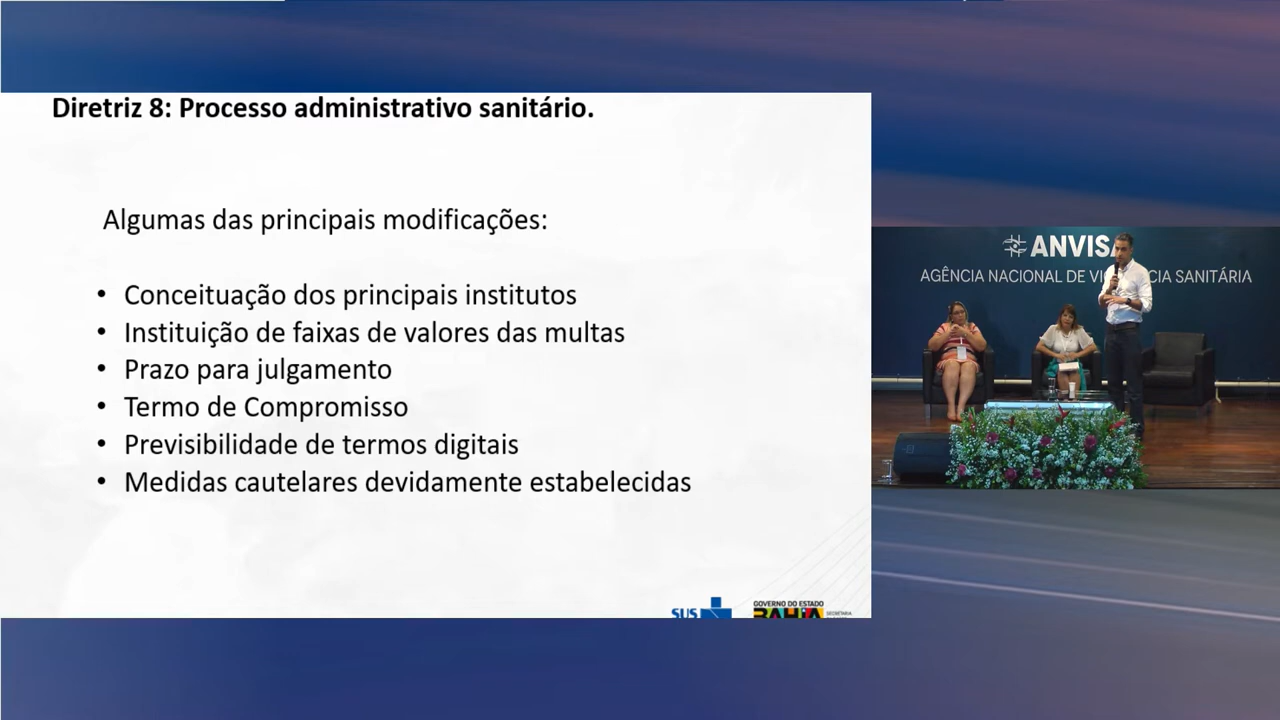 Diretriz 8: Processo administrativo sanitário.
Algumas das principais modificações:
• Conceituação dos principais institutos
• Instituição de faixas de valores das multas
• Prazo para julgamento
• Termo de Compromisso
• Previsibilidade de termos digitais
• Medidas cautelares devidamente estabelecidas
SUS
GOVERNO DO ESTADO
BAHIA
SECRETARIA
ANVISA
AGÊNCIA NACIONAL DE VIGILÂNCIA SANITÁRIA